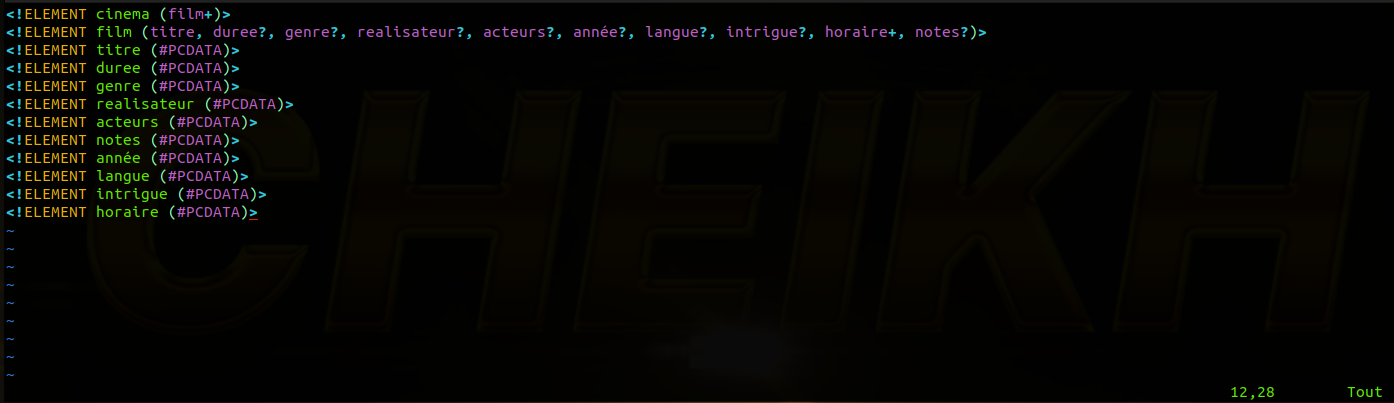 <!ELEMENT cinema (film+)>
<!ELEMENT film (titre, duree?, genre?, realisateur?, acteurs?, année?, langue?, intrigue?, horaire+, notes?)>
<!ELEMENT titre (#PCDATA)>
<!ELEMENT duree (#PCDATA)>
<!ELEMENT genre (#PCDATA)>
<!ELEMENT realisateur (#PCDATA)>
<!ELEMENT acteurs (#PCDATA)>
<!ELEMENT notes (#PCDATA)>
<!ELEMENT année (#PCDATA)>
<!ELEMENT langue (#PCDATA)>
<!ELEMENT intrigue (#PCDATA)>
<!ELEMENT horaire (#PCDATA)>
~
~
~
~
~
~
~
~
~
CHEIKH
12,28 Tout